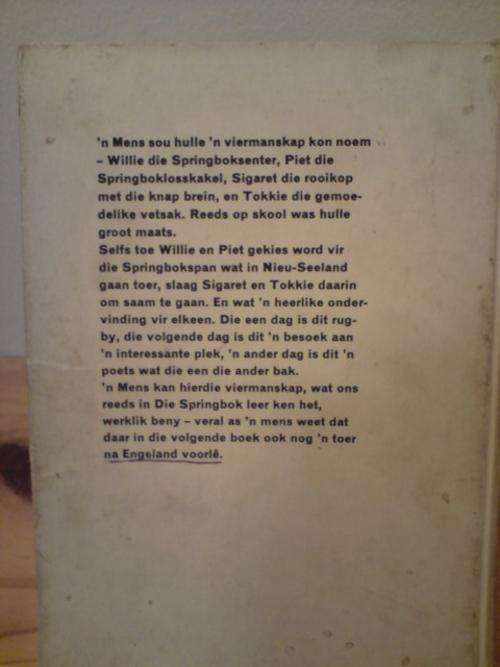 'n Mens sou hulle 'n viermanskap kon noem
– Willie die Springboksenter, Piet die
Springboklosskakel, Sigaret die rooikop
met die knap brein, en Tokkie die gemoe-
delike vetsak. Reeds op skool was hulle
groot maats.
Selfs toe Willie en Piet gekies word vir
die Springbokspan wat in Nieu-Seeland
gaan toer, slaag Sigaret en Tokkie daarin
om saam te gaan. En wat 'n heerlike onder-
vinding vir elkeen. Die een dag is dit rug-
by, die volgende dag is dit 'n besoek aan
'n interessante plek, 'n ander dag is dit 'n
poets wat die een die ander bak.
'n Mens kan hierdie viermanskap, wat ons
reeds in Die Springbok leer ken het,
werklik beny – veral as 'n mens weet dat
daar in die volgende boek ook nog 'n toer
na Engeland voorlê.